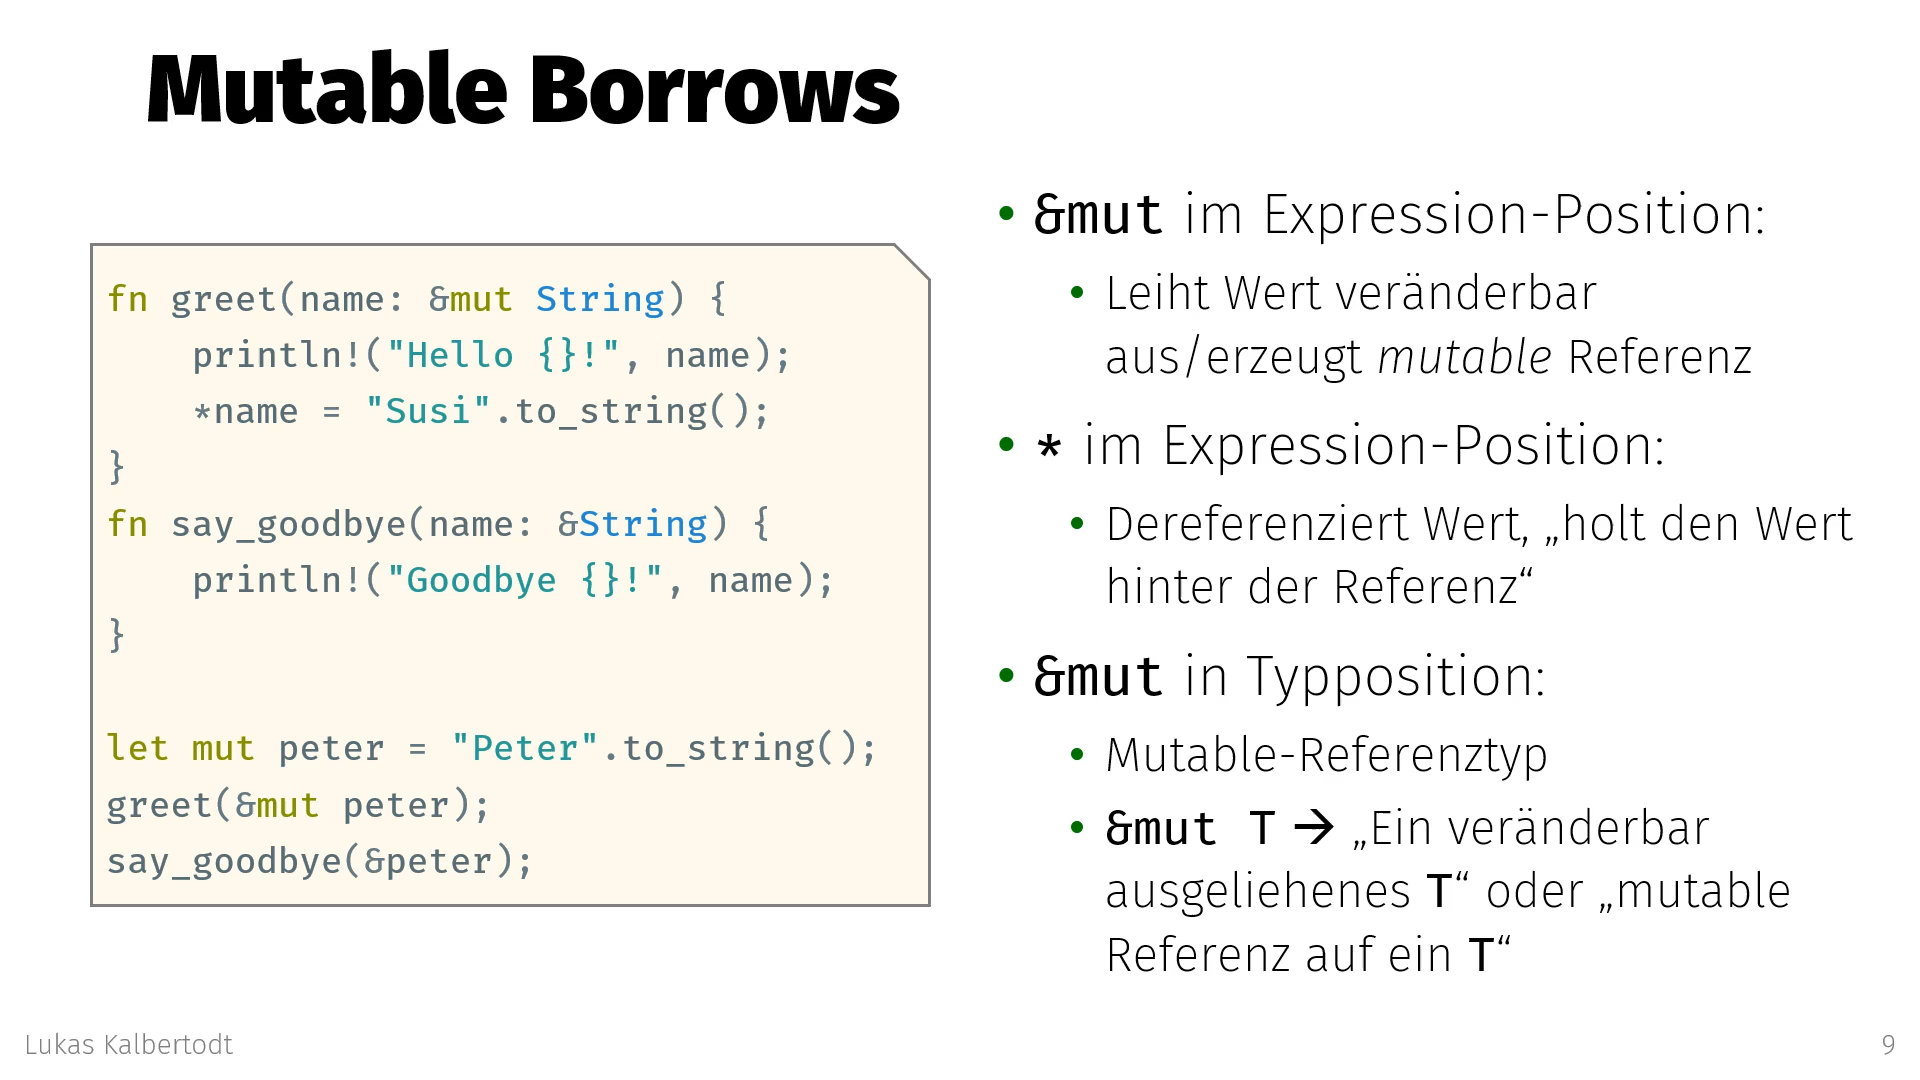 Mutable Borrows
fn greet(name: &mut String) {
    println!("Hello {}!", name);
    *name = "Susi".to_string();
}
fn say_goodbye(name: &String) {
    println!("Goodbye {}!", name);
}

let mut peter = "Peter".to_string();
greet(&mut peter);
say_goodbye(&peter);
• &mut im Expression-Position:
• Leiht Wert veränderbar
aus/erzeugt mutable Referenz
• * im Expression-Position:
• Dereferenziert Wert, „holt den Wert
hinter der Referenz“
• &mut in Typposition:
• Mutable-Referenztyp
• &mut T → „Ein veränderbar
ausgeliehenes T“ oder „mutable
Referenz auf ein T“
Lukas Kalbertodt
9